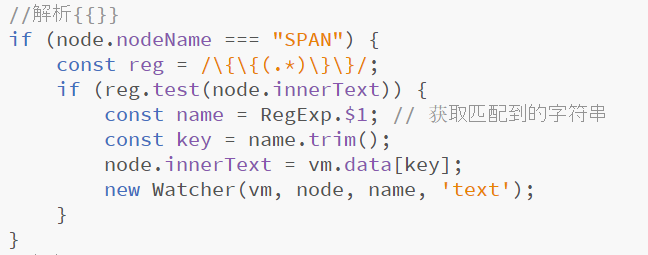 //解析{{}}
if (node.nodeName === "SPAN") {
    const reg = /\{\{(.*)\}\}/;
    if (reg.test(node.innerText)) {
        const name = RegExp.$1; // 获取匹配到的字符串
        const key = name.trim();
        node.innerText = vm.data[key];
        new Watcher(vm, node, name, 'text');
    }
}